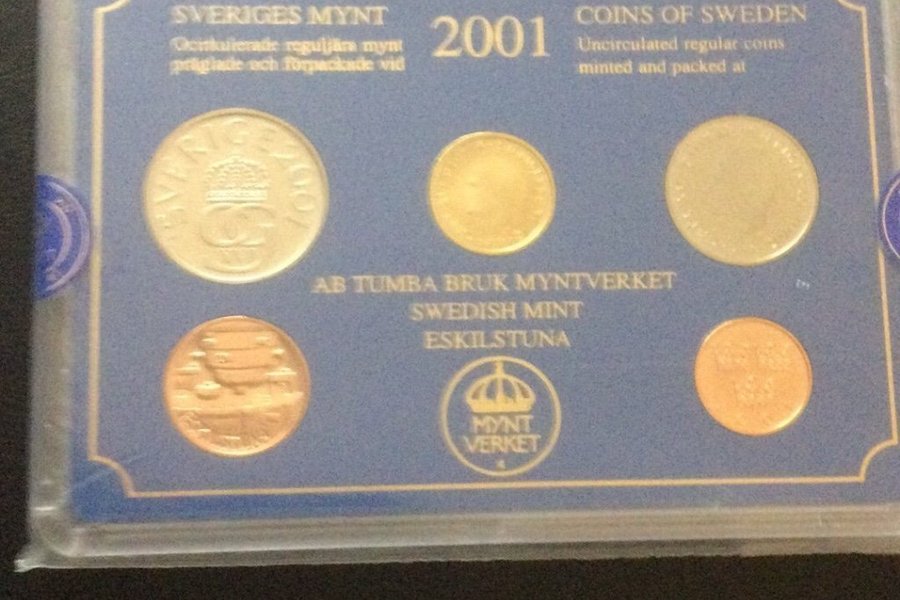 SVERIGES MYNT
Ocirkulerade reguljära mynt
präglade och förpackade vid
2001
COINS OF SWEDEN
Uncirculated regular coins
minted and packed at
SVERIGE 2001
AB TUMBA BRUK MYNTVERKET
SWEDISH MINT
ESKILSTUNA
MYNT
VERKET